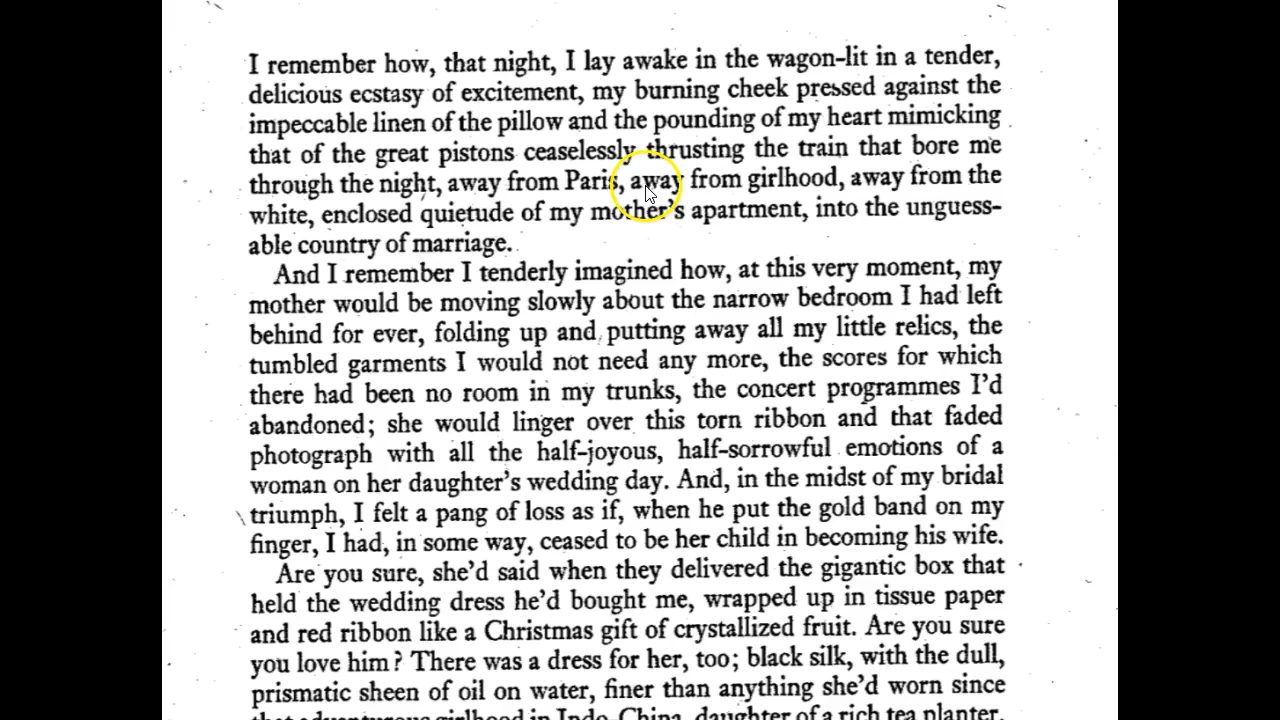 I remember how, that night, I lay awake in the wagon-lit in a tender,
delicious ecstasy of excitement, my burning cheek pressed against the
impeccable linen of the pillow and the pounding of my heart mimicking
that of the great pistons ceaselessly thrusting the train that bore me
through the night, away from Paris, away from girlhood, away from the
white, enclosed quietude of my mother's apartment, into the unguess-
able country of marriage.
And I remember I tenderly imagined how, at this very moment, my
mother would be moving slowly about the narrow bedroom I had left
behind for ever, folding up and putting away all my little relics, the
tumbled garments I would not need any more, the scores for which
there had been no room in my trunks, the concert programmes I'd
abandoned; she would linger over this torn ribbon and that faded
photograph with all the half-joyous, half-sorrowful emotions of a
woman on her daughter's wedding day. And, in the midst of my bridal
triumph, I felt a pang of loss as if, when he put the gold band on my
finger, I had, in some way, ceased to be her child in becoming his wife.
Are you sure, she'd said when they delivered the gigantic box that
held the wedding dress he'd bought me, wrapped up in tissue paper
and red ribbon like a Christmas gift of crystallized fruit. Are you sure
you love him? There was a dress for her, too; black silk, with the dull,
prismatic sheen of oil on water, finer than anything she'd worn since
that adventurous girlhood in Indo-China, daughter of a rich tea planter.